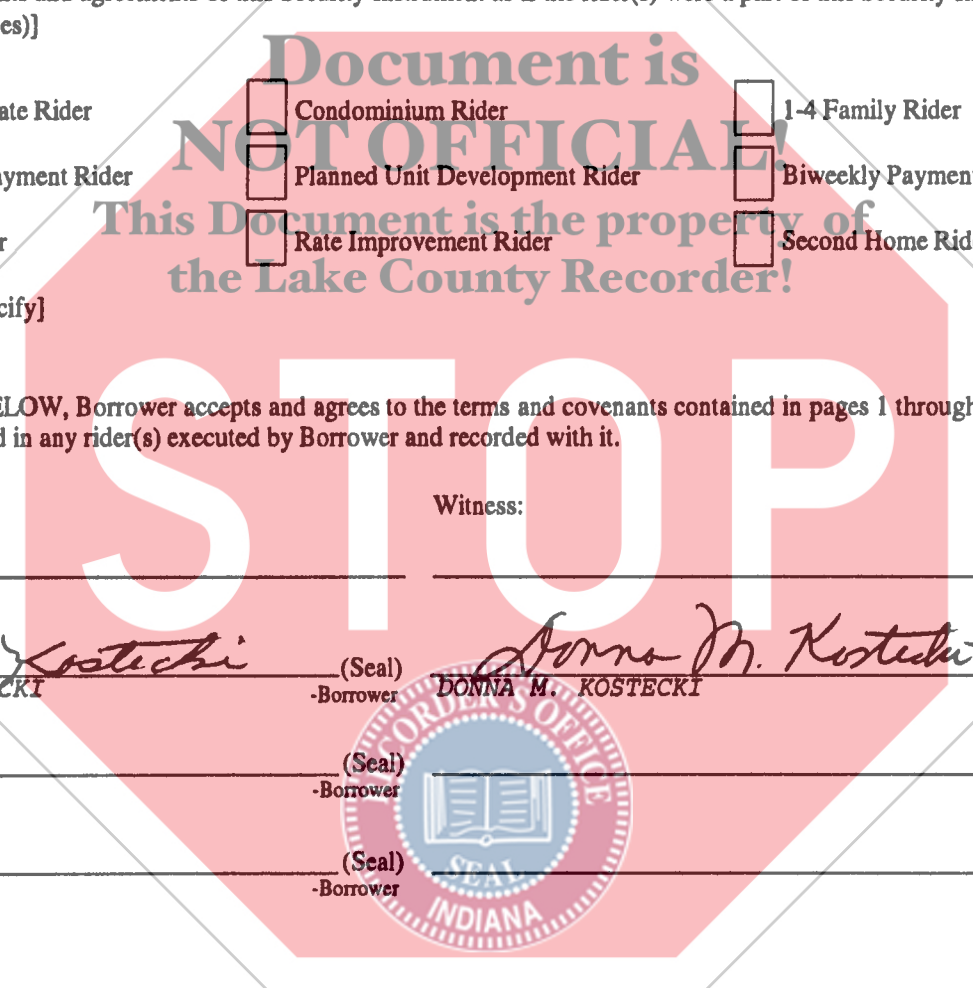 es)]
Document is
ate Rider Condominium Rider 1-4 Family Rider
NOT OFFICIAL!
ayment Rider Planned Unit Development Rider Biweekly Payment
This Document is the property of
r Rate Improvement Rider Second Home Rid
the Lake County Recorder!
cify]
STOP
ELOW, Borrower accepts and agrees to the terms and covenants contained in pages 1 through
d in any rider(s) executed by Borrower and recorded with it.
Witness:
Kostecki (Seal) Donna M. Kostecki
CKI -Borrower DONNA M. KOSTECKI
(Seal)
-Borrower
(Seal)
-Borrower
RECORDER'S OFFICE
SEAL
INDIANA